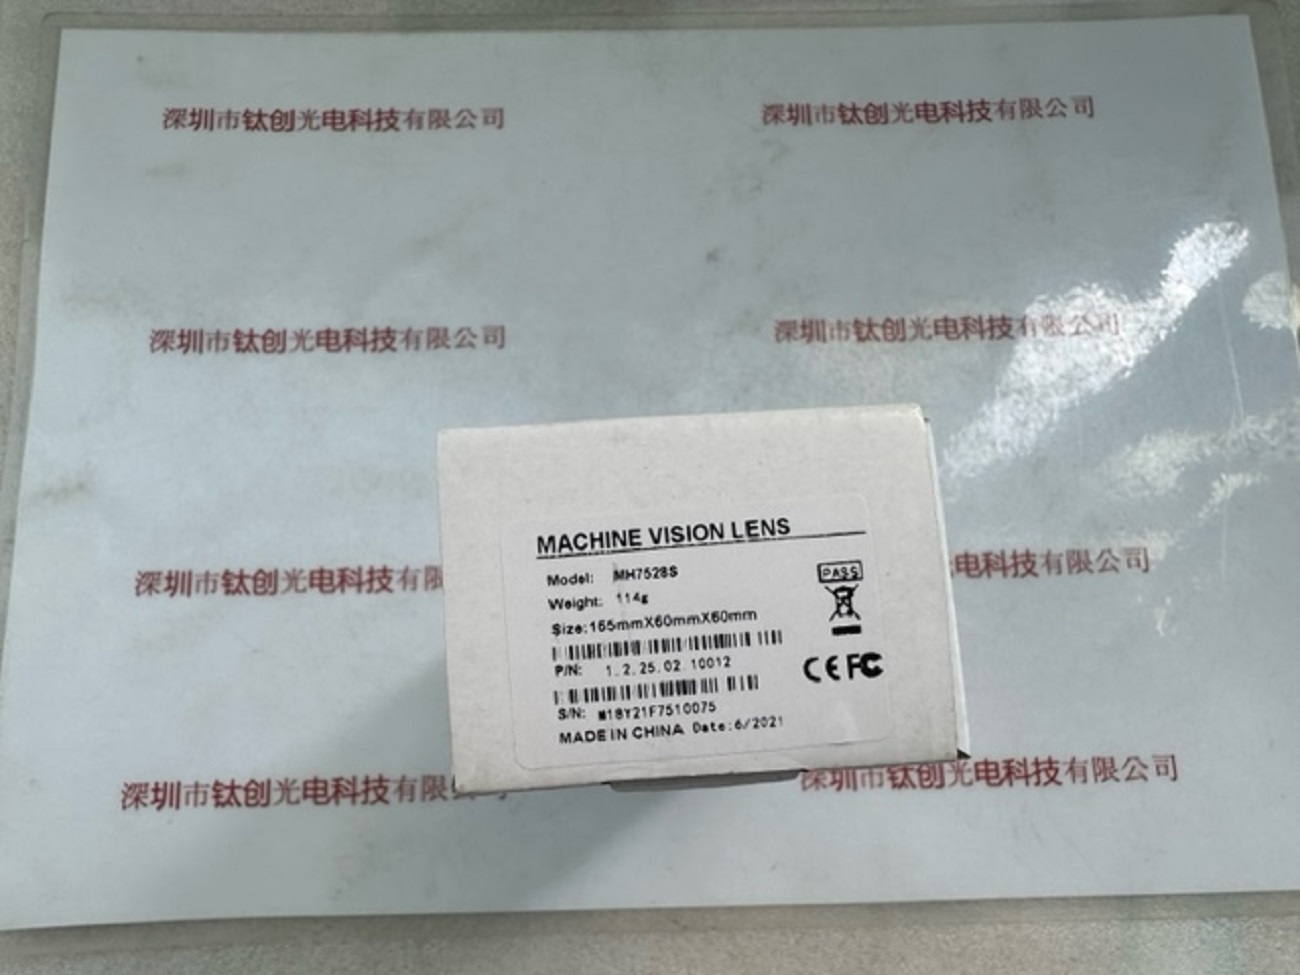 深圳市钛创光电科技有限公司 深圳市钛创光电科技有限公司
深圳市钛创光电科技有限公司 深圳市钛创光电科技有限公司
深圳市钛创光电科技有 电科技有限公司
深圳市钛创光电科技有限 深圳市钛创光电科技有限公司
MACHINE VISION LENS
Model: MH7528S
Weight: 114g
Size:165mmX60mmX60mm
P/N: 1.2.25.02.10012
S/N: M18Y21F7510075
MADE IN CHINA Date:6/2021
PASS
CE FC